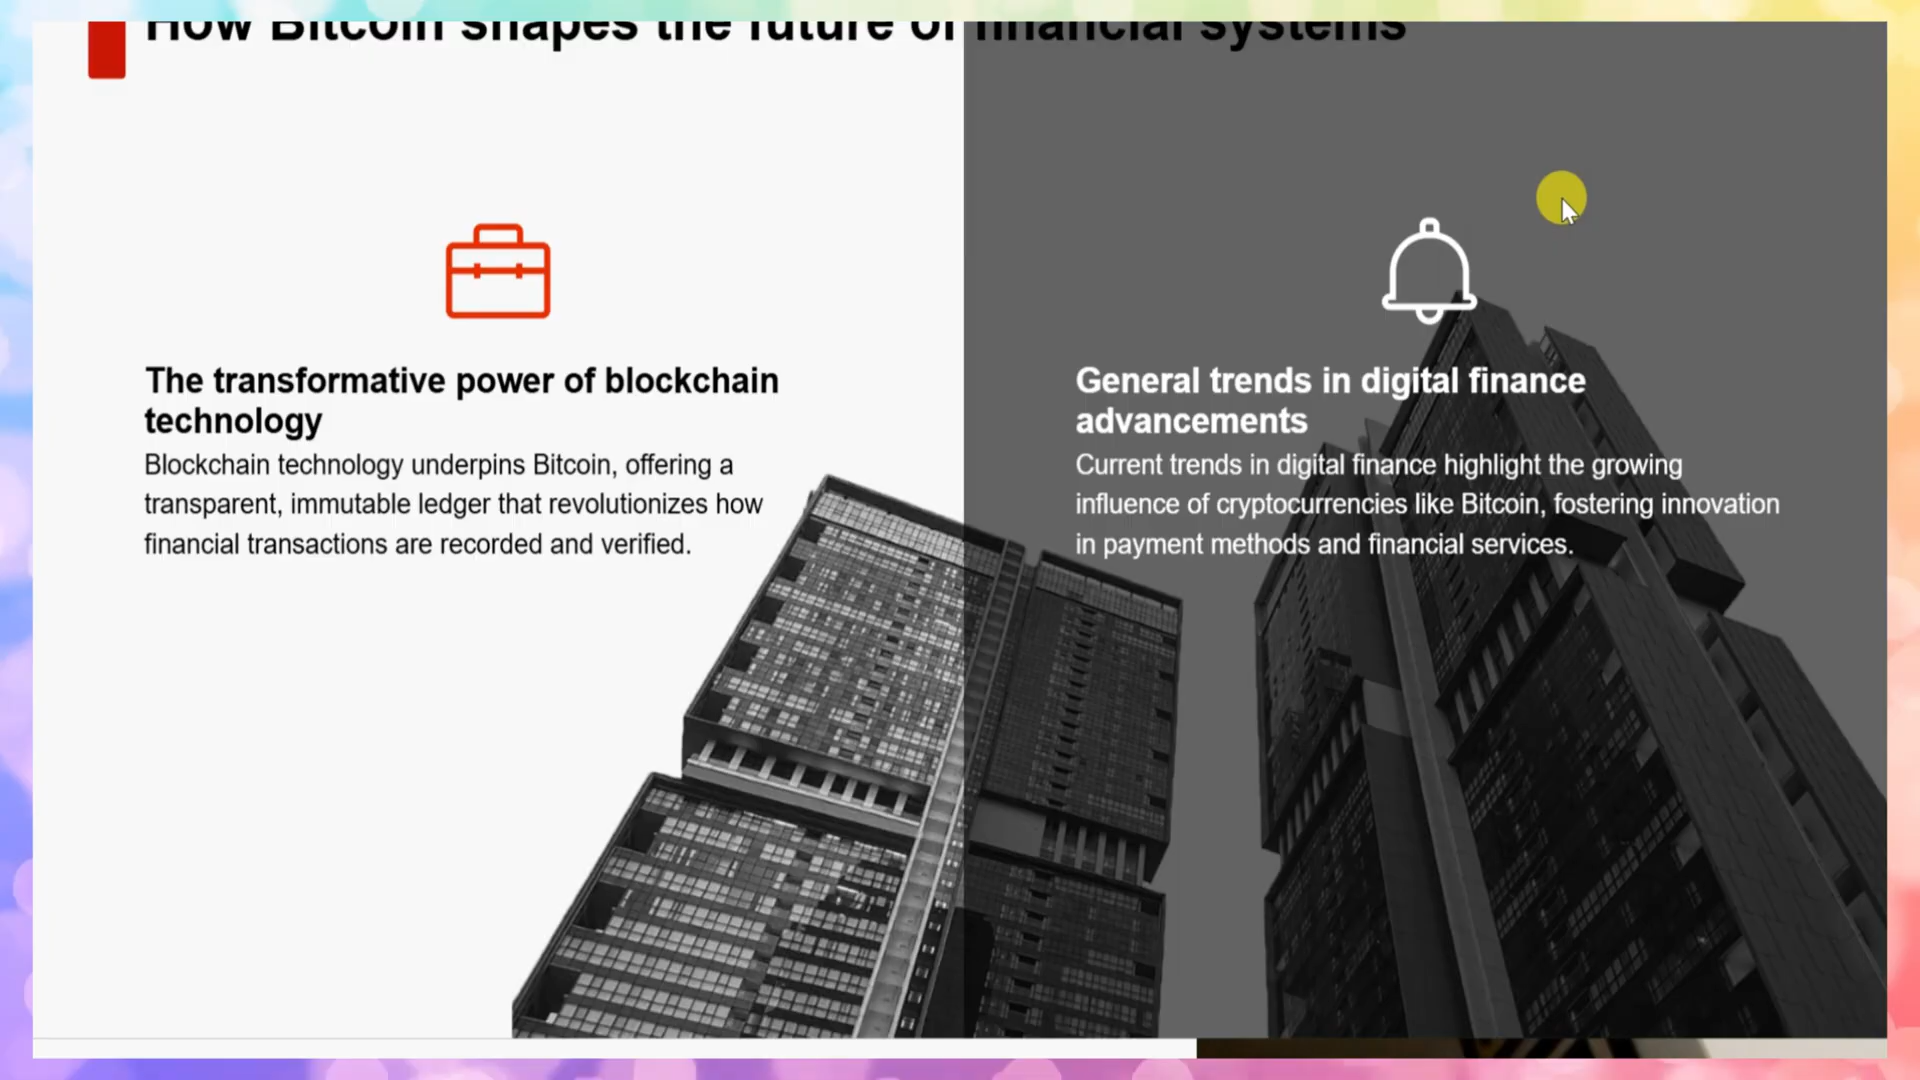 How Bitcoin shapes the future of financial systems
The transformative power of blockchain
technology
Blockchain technology underpins Bitcoin, offering a
transparent, immutable ledger that revolutionizes how
financial transactions are recorded and verified.
General trends in digital finance
advancements
Current trends in digital finance highlight the growing
influence of cryptocurrencies like Bitcoin, fostering innovation
in payment methods and financial services.